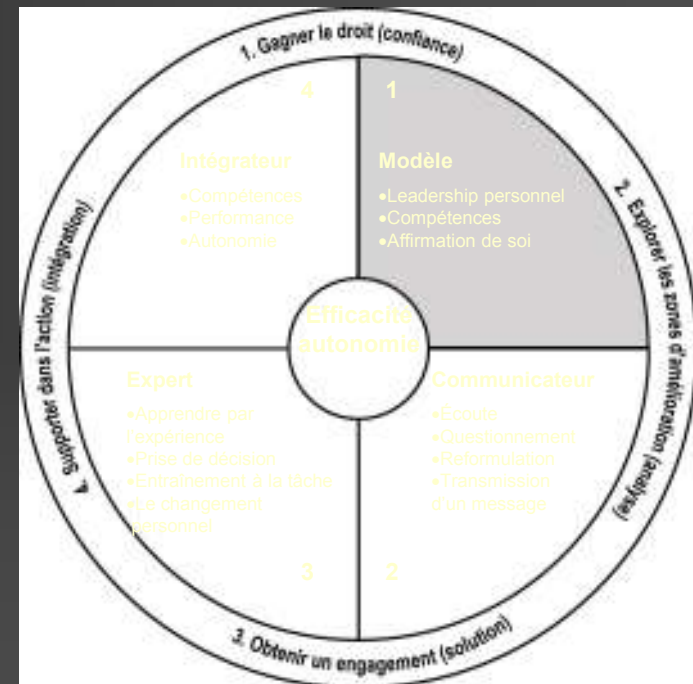 1. Gagner le droit (confiance)
2. Explorer les zones d'amélioration (analyse)
3. Obtenir un engagement (solution)
4. Supporter dans l'action (intégration)
4
1
Intégrateur
•Compétences
•Performance
•Autonomie
Modèle
•Leadership personnel
•Compétences
•Affirmation de soi
Efficacité
autonomie
Expert
•Apprendre par
l'expérience
•Prise de décision
•Entraînement à la tâche
•Le changement
personnel
3
Communicateur
•Écoute
•Questionnement
•Reformulation
•Transmission
d'un message
2